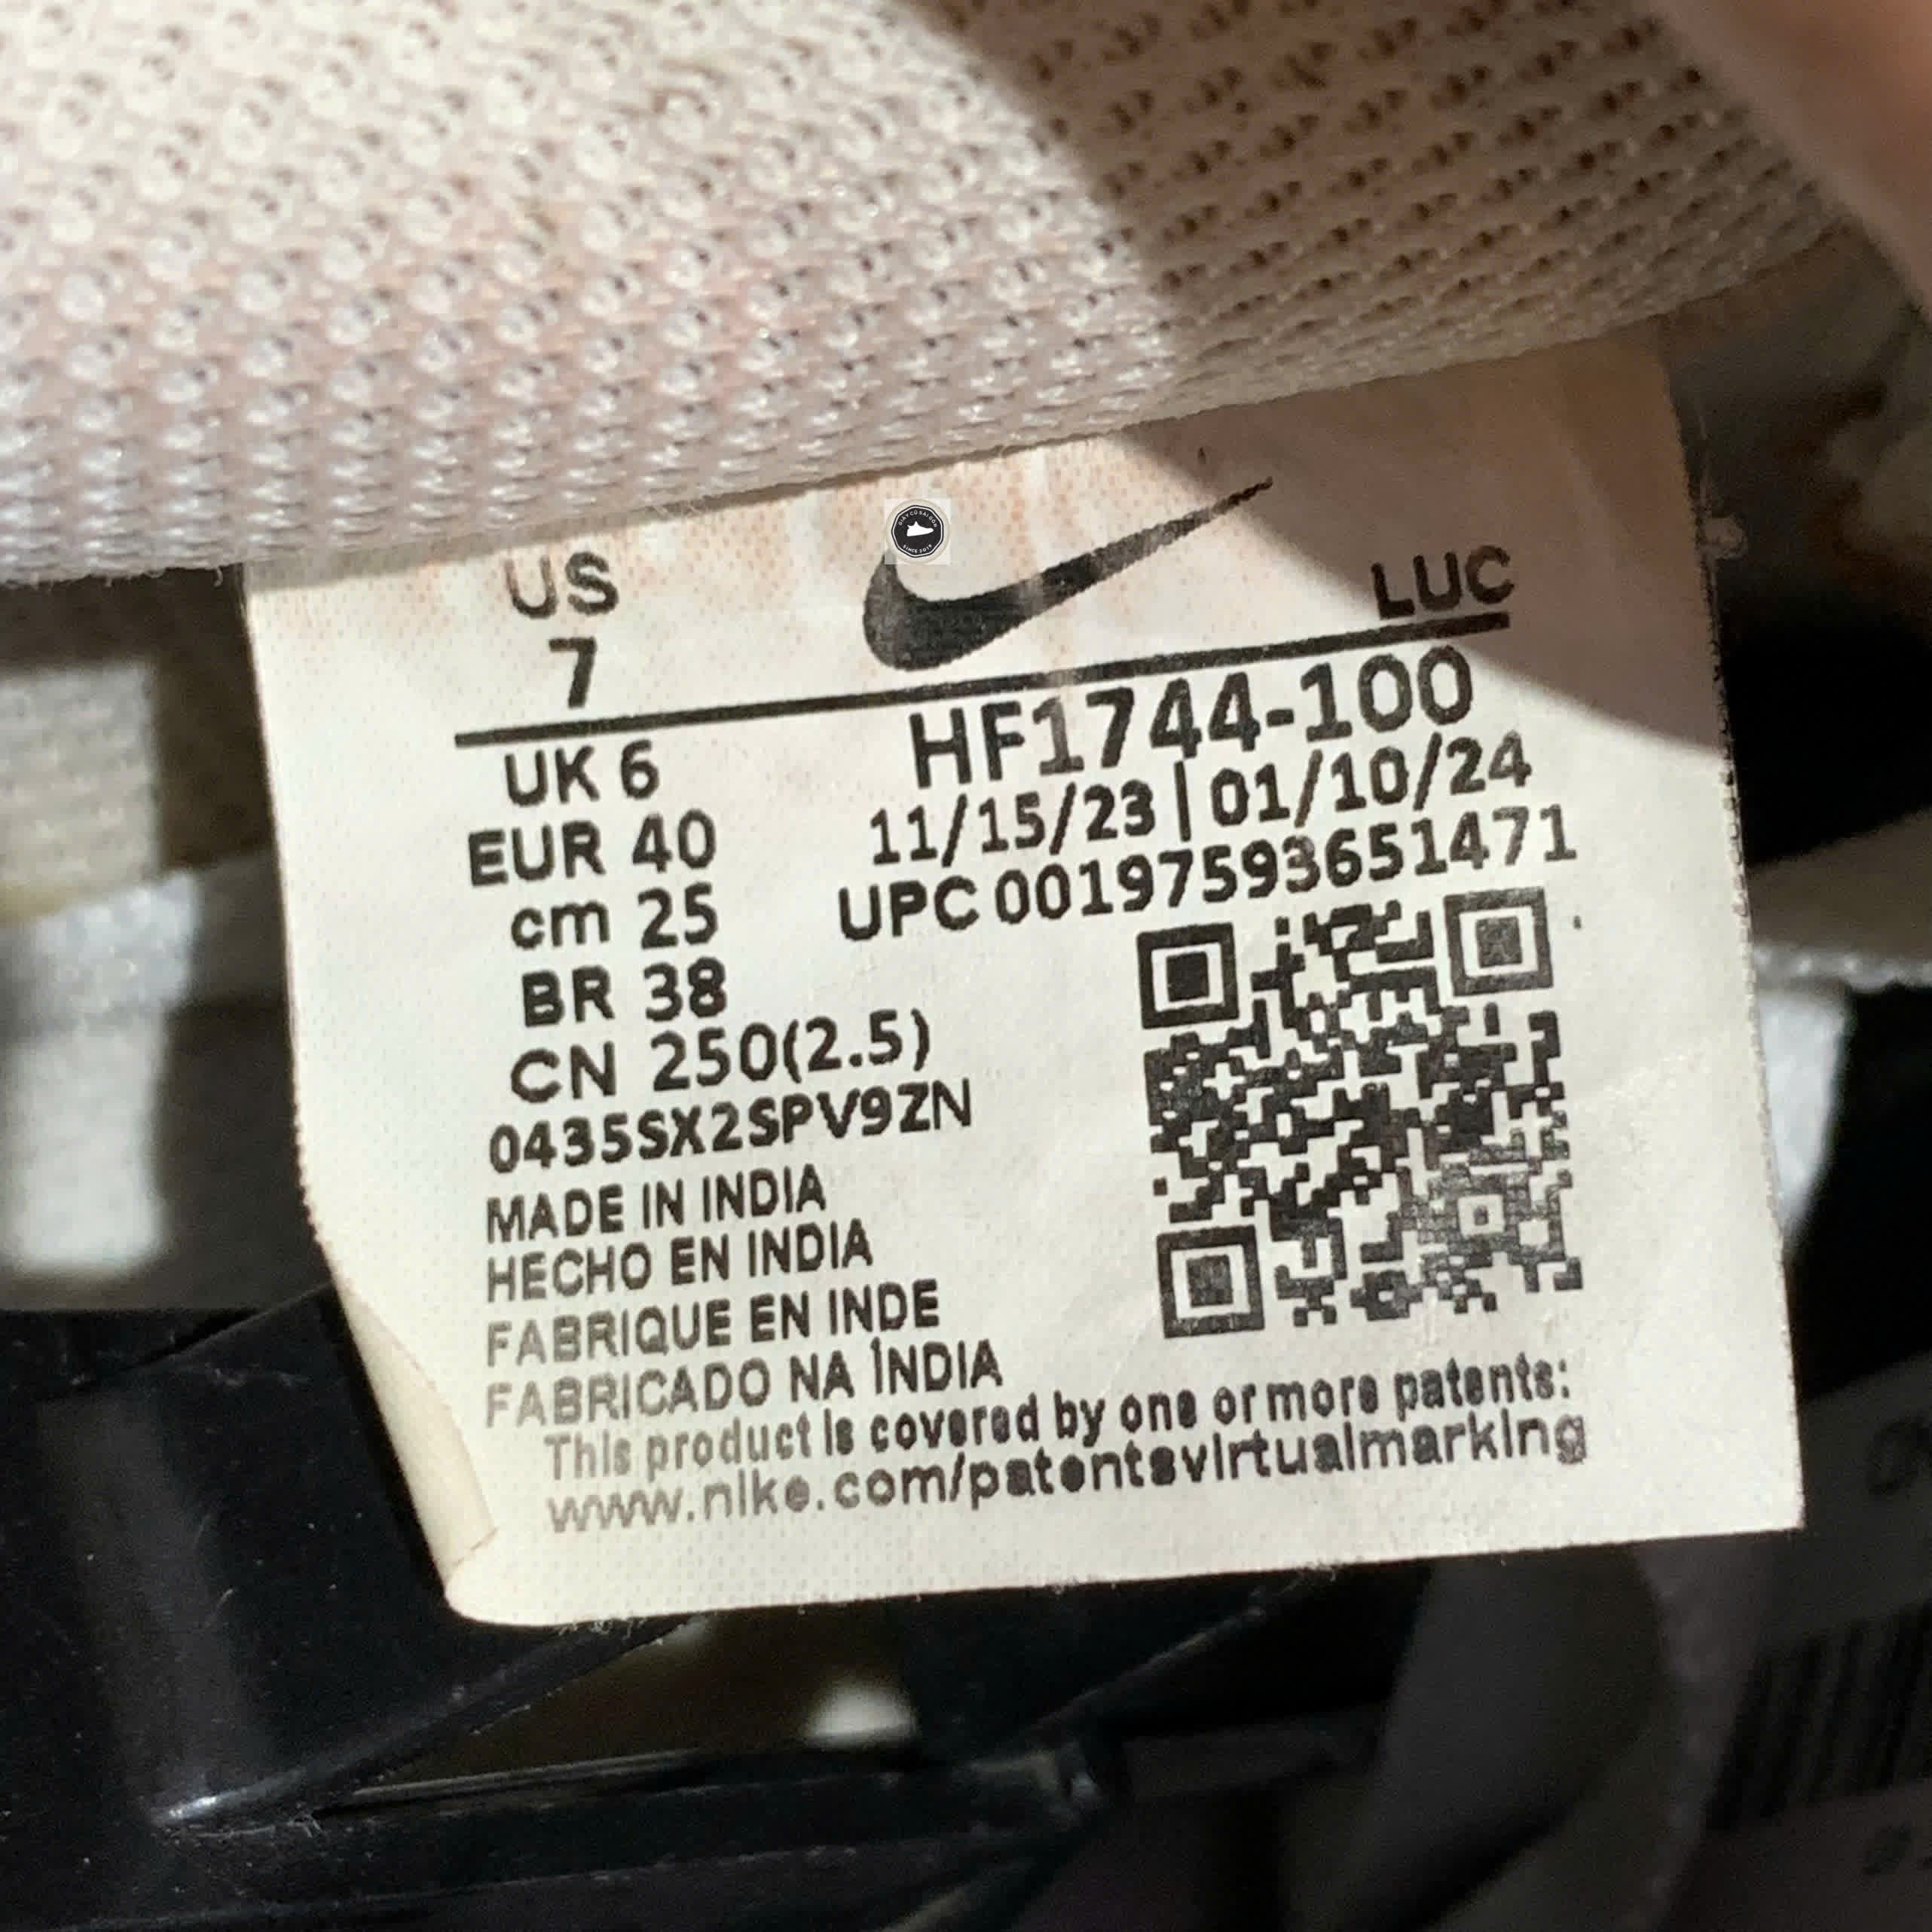 US
7
LUC
UK 6
EUR 40
cm 25
BR 38
CN 250(2.5)
0435SX2SPV9ZN
HF1744-100
11/15/23 | 01/10/24
UPC 00197593651471
MADE IN INDIA
HECHO EN INDIA
FABRIQUE EN INDE
FABRICADO NA ÍNDIA
This product is covered by one or more patents:
www.nike.com/patentsvirtualmarking